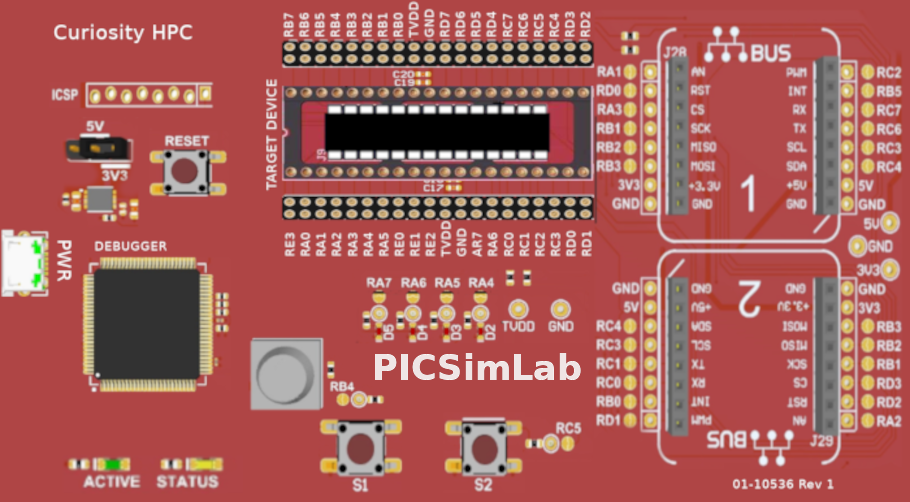 Curiosity HPC
RB7 RB6 RB5 RB4 RB3 RB2 RB1 RB0 TVDD GND RD7 RD6 RD5 RD4 RC7 RC6 RC5 RC4 RD3 RD2
ICSP
5V
3V3
RESET
TARGET DEVICE
C20
C19
J9
C17
RE3 RA0 RA1 RA2 RA3 RA4 RA5 RE0 RE1 RE2 TVDD GND AR7 RA6 RC0 RC1 RC2 RC3 RD0 RD1
PWR
DEBUGGER
RA7 RA6 RA5 RA4
D5 D4 D3 D2
TVDD
GND
PICSimLab
RB4
RC5
S1
S2
ACTIVE
STATUS
J28
BUS
RA1 AN PWM RC2
RD0 RST INT RB5
RA3 CS RX RC7
RB1 SCK TX RC6
RB2 MISO SCL RC3
RB3 MOSI SDA RC4
3V3 +3.3V +5V 5V
GND GND GND GND
1
5V
GND
3V3
2
GND GND GND GND
5V +5V +3.3V 3V3
RC4 SDA MOSI RB3
RC3 SCL MISO RB2
RC1 TX SCK RB1
RC0 RX CS RD3
RB0 INT RST RD2
RD1 PWM AN RA2
BUS
J29
01-10536 Rev 1